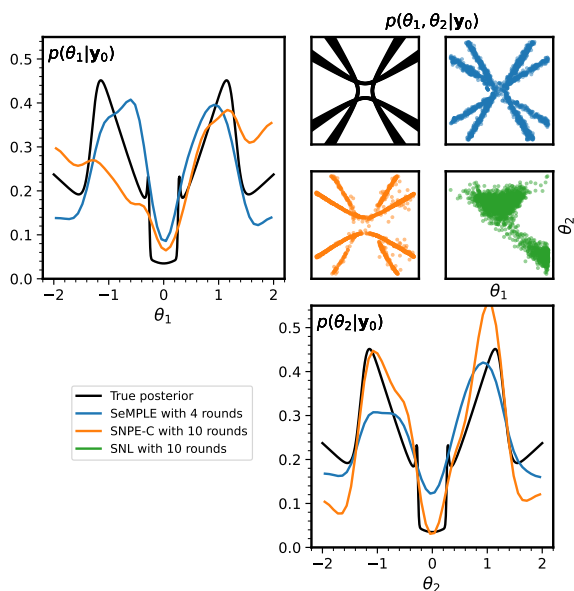 p(θ₁, θ₂|y₀)
p(θ₁|y₀)
0.5
0.4
0.3
0.2
0.1
0.0
−2 −1 0 1 2
θ₁
θ₂
θ₁
p(θ₂|y₀)
0.5
0.4
0.3
0.2
0.1
0.0
−2 −1 0 1 2
θ₂
True posterior
SeMPLE with 4 rounds
SNPE-C with 10 rounds
SNL with 10 rounds